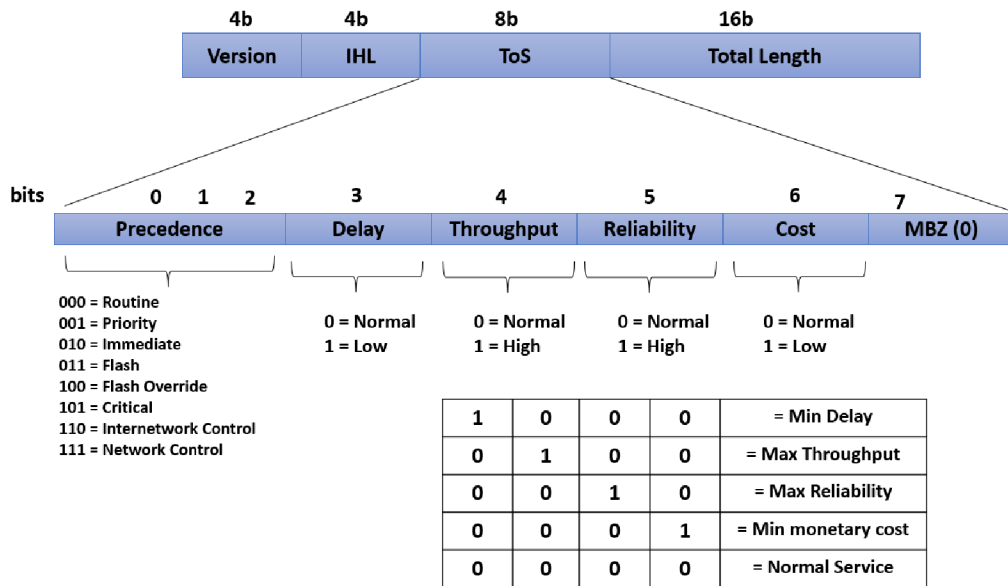 4b 4b 8b 16b
Version IHL ToS Total Length
bits 0 1 2 3 4 5 6 7
Precedence Delay Throughput Reliability Cost MBZ (0)
000 = Routine
001 = Priority
010 = Immediate
011 = Flash
100 = Flash Override
101 = Critical
110 = Internetwork Control
111 = Network Control
0 = Normal
1 = Low
0 = Normal
1 = High
0 = Normal
1 = High
0 = Normal
1 = Low
1 0 0 0 = Min Delay
0 1 0 0 = Max Throughput
0 0 1 0 = Max Reliability
0 0 0 1 = Min monetary cost
0 0 0 0 = Normal Service